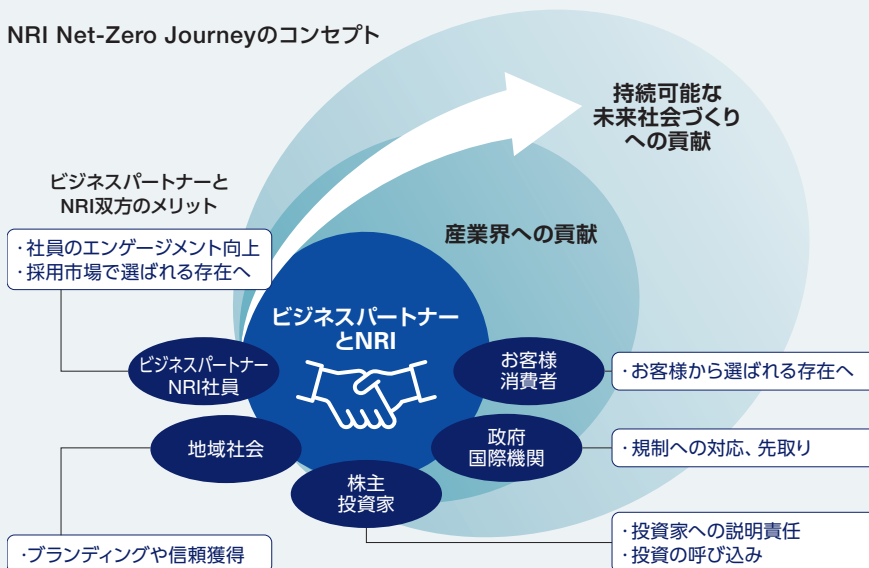 NRI Net-Zero Journeyのコンセプト
持続可能な
未来社会づくり
への貢献
ビジネスパートナーと
NRI双方のメリット
・社員のエンゲージメント向上
・採用市場で選ばれる存在へ
産業界への貢献
ビジネスパートナー
とNRI
ビジネスパートナー
NRI社員
お客様
消費者
・お客様から選ばれる存在へ
地域社会
政府
国際機関
・規制への対応、先取り
株主
投資家
・ブランディングや信頼獲得
・投資家への説明責任
・投資の呼び込み